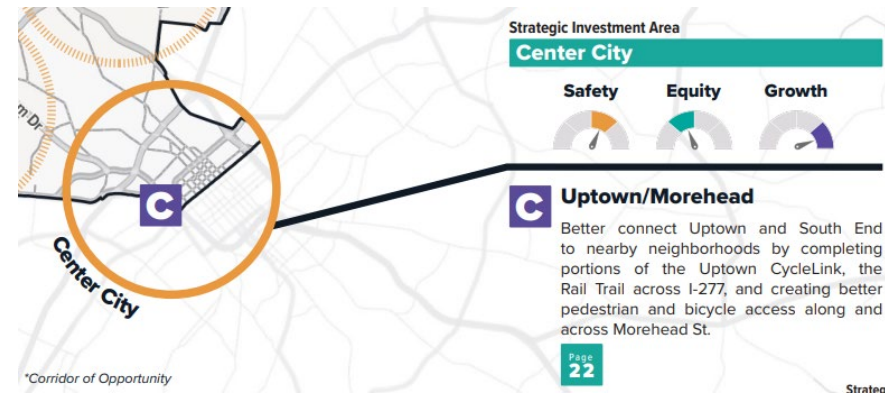 m Dr
C
Center City
*Corridor of Opportunity
Strategic Investment Area
Center City
Safety Equity Growth
C Uptown/Morehead
Better connect Uptown and South End
to nearby neighborhoods by completing
portions of the Uptown CycleLink, the
Rail Trail across I-277, and creating better
pedestrian and bicycle access along and
across Morehead St.
Page
22
Strateg